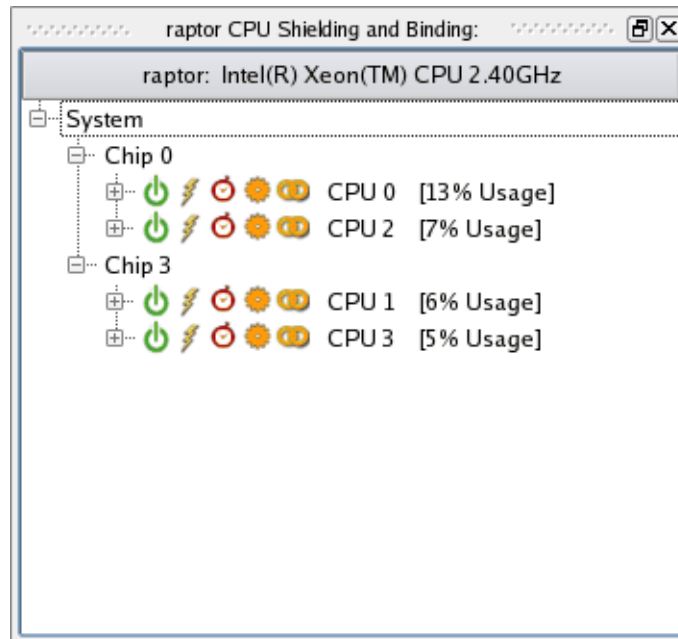 raptor CPU Shielding and Binding:
raptor: Intel(R) Xeon(TM) CPU 2.40GHz
System
Chip 0
CPU 0 [13% Usage]
CPU 2 [7% Usage]
Chip 3
CPU 1 [6% Usage]
CPU 3 [5% Usage]